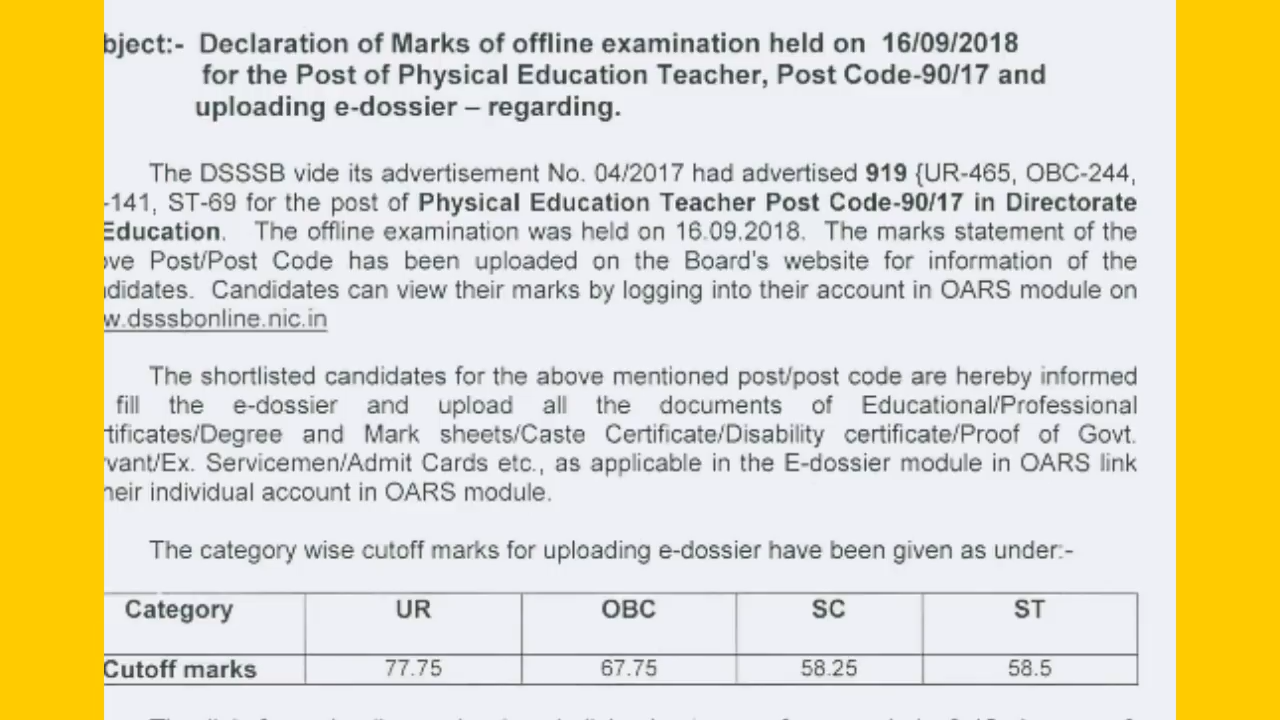 bject:- Declaration of Marks of offline examination held on 16/09/2018
for the Post of Physical Education Teacher, Post Code-90/17 and
uploading e-dossier – regarding.
The DSSSB vide its advertisement No. 04/2017 had advertised 919 {UR-465, OBC-244,
-141, ST-69 for the post of Physical Education Teacher Post Code-90/17 in Directorate
Education. The offline examination was held on 16.09.2018. The marks statement of the
ove Post/Post Code has been uploaded on the Board's website for information of the
didates. Candidates can view their marks by logging into their account in OARS module on
w.dsssbonline.nic.in
The shortlisted candidates for the above mentioned post/post code are hereby informed
fill the e-dossier and upload all the documents of Educational/Professional
tificates/Degree and Mark sheets/Caste Certificate/Disability certificate/Proof of Govt.
vant/Ex. Servicemen/Admit Cards etc., as applicable in the E-dossier module in OARS link
heir individual account in OARS module.
The category wise cutoff marks for uploading e-dossier have been given as under:-
Category UR OBC SC ST
Cutoff marks 77.75 67.75 58.25 58.5